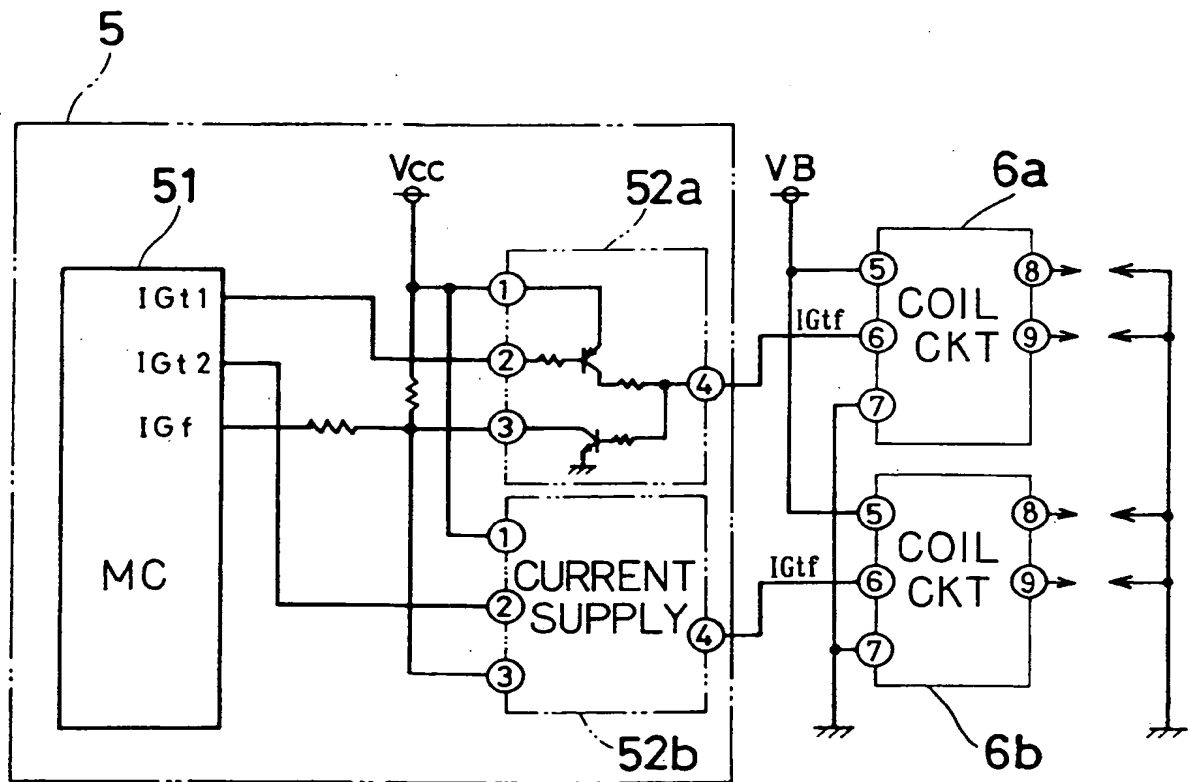 5
51
MC
IGt1
IGt2
IGf
Vcc
52a
1
2
3
4
CURRENT
SUPPLY
1
2
3
4
52b
IGtf
IGtf
VB
6a
COIL
CKT
5
6
7
8
9
COIL
CKT
5
6
7
8
9
6b